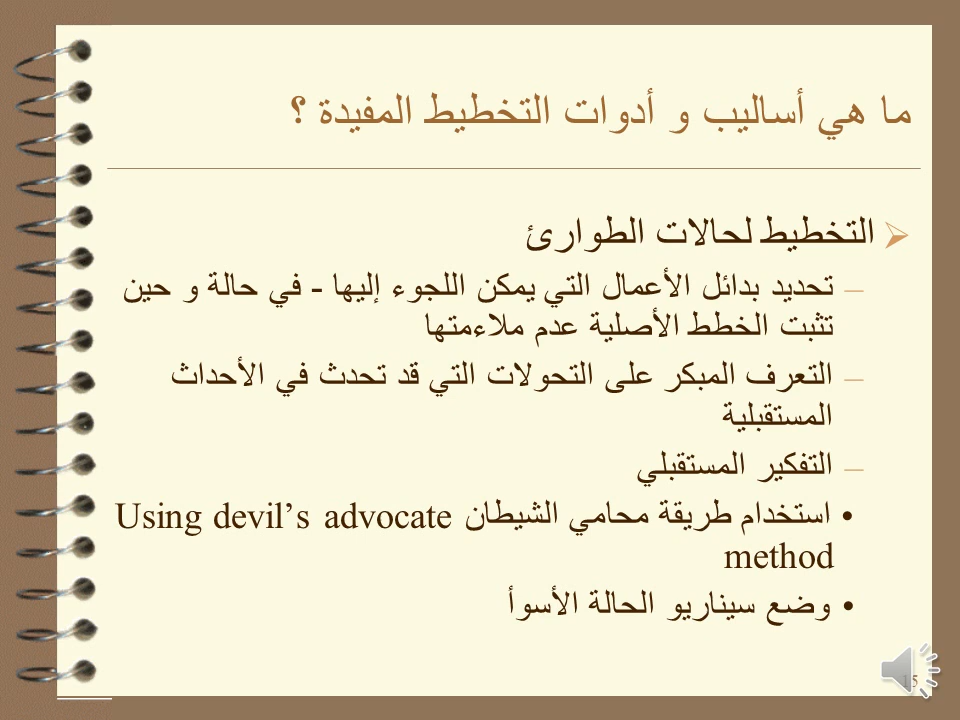 ما هي أساليب و أدوات التخطيط المفيدة ؟
التخطيط لحالات الطوارئ
– تحديد بدائل الأعمال التي يمكن اللجوء إليها - في حالة و حين
تثبت الخطط الأصلية عدم ملاءمتها
– التعرف المبكر على التحولات التي قد تحدث في الأحداث
المستقبلية
– التفكير المستقبلي
• استخدام طريقة محامي الشيطان Using devil’s advocate
method
• وضع سيناريو الحالة الأسوأ
15